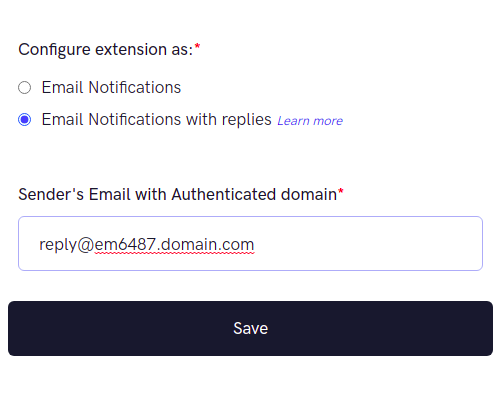 Configure extension as:*
Email Notifications
Email Notifications with replies Learn more
Sender's Email with Authenticated domain*
reply@em6487.domain.com
Save